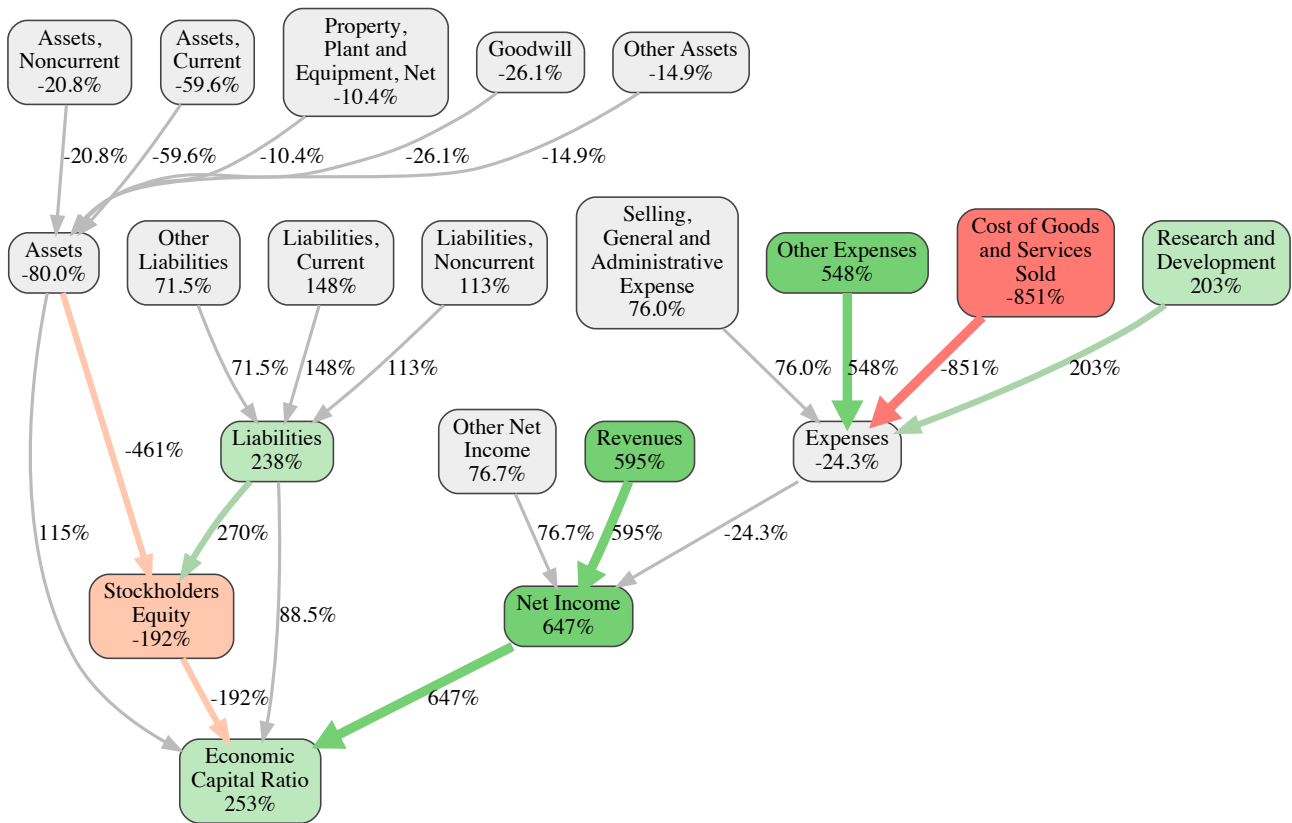 Assets,
Noncurrent
-20.8%
Assets,
Current
-59.6%
Property,
Plant and
Equipment, Net
-10.4%
Goodwill
-26.1%
Other Assets
-14.9%
-20.8%
-59.6%
-10.4%
-26.1%
-14.9%
Assets
-80.0%
Other
Liabilities
71.5%
Liabilities,
Current
148%
Liabilities,
Noncurrent
113%
Selling,
General and
Administrative
Expense
76.0%
Other Expenses
548%
Cost of Goods
and Services
Sold
-851%
Research and
Development
203%
71.5%
148%
113%
76.0%
548%
-851%
203%
-461%
Liabilities
238%
Other Net
Income
76.7%
Revenues
595%
Expenses
-24.3%
115%
270%
76.7%
595%
-24.3%
Stockholders
Equity
-192%
88.5%
Net Income
647%
-192%
647%
Economic
Capital Ratio
253%